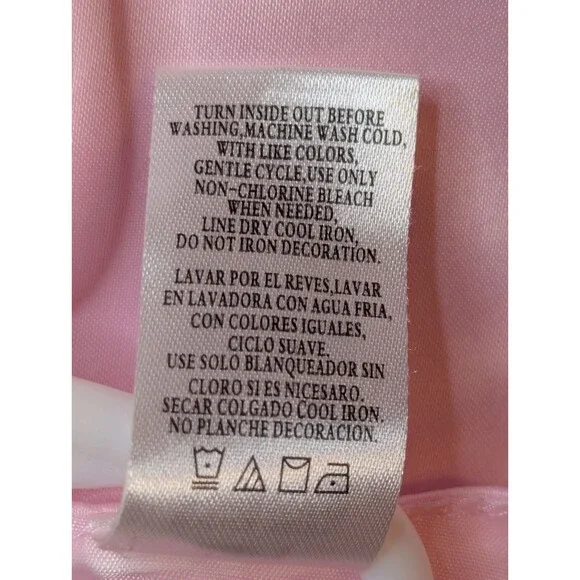 TURN INSIDE OUT BEFORE
WASHING,MACHINE WASH COLD,
WITH LIKE COLORS,
GENTLE CYCLE,USE ONLY
NON-CHLORINE BLEACH
WHEN NEEDED,
LINE DRY COOL IRON,
DO NOT IRON DECORATION.
LAVAR POR EL REVES,LAVAR
EN LAVADORA CON AGUA FRIA,
CON COLORES IGUALES,
CICLO SUAVE,
USE SOLO BLANQUEADOR SIN
CLORO SI ES NICESARO.
SECAR COLGADO COOL IRON.
NO PLANCHE DECORACION.